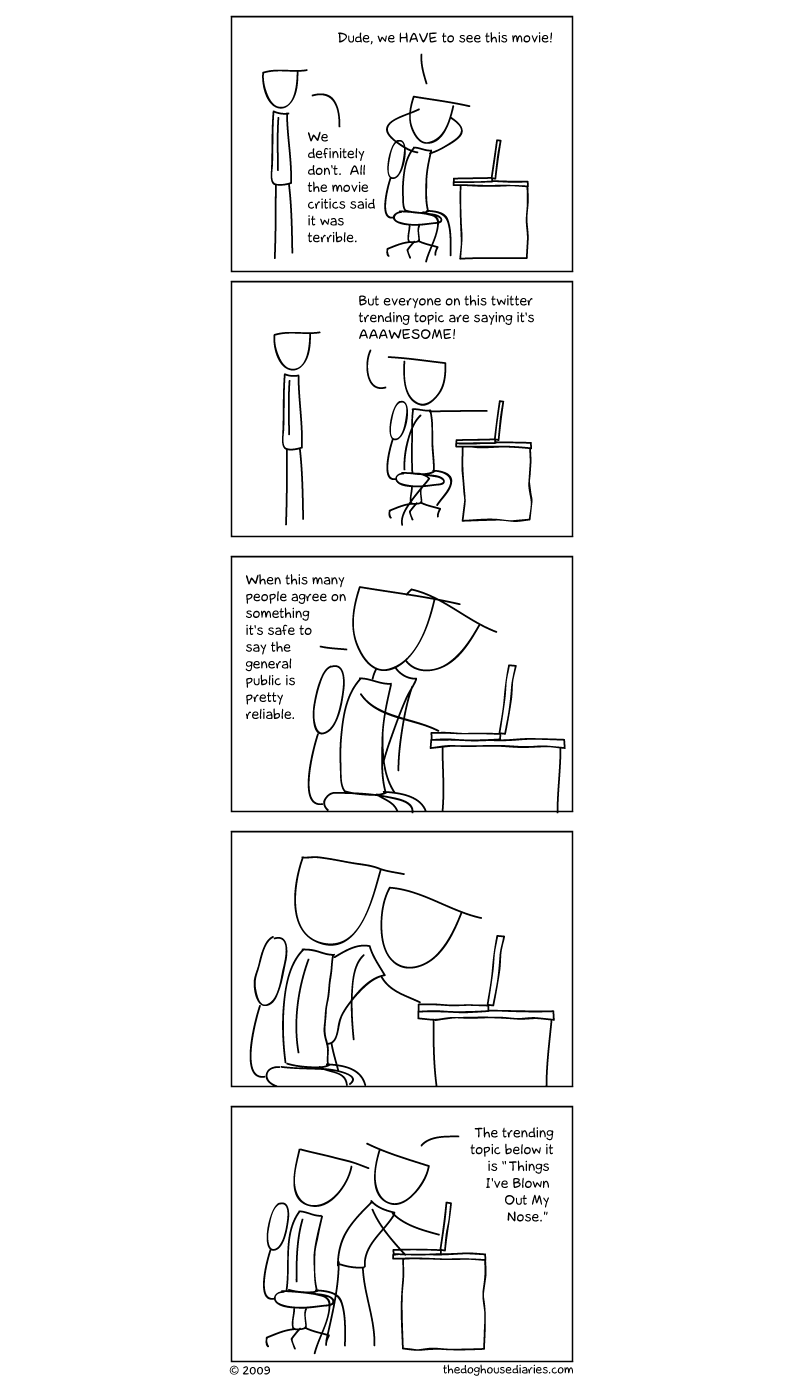 Dude, we HAVE to see this movie!
We
definitely
don't. All
the movie
critics said
it was
terrible.
But everyone on this twitter
trending topic are saying it's
AAAWESOME!
When this many
people agree on
something
it's safe to
say the
general
public is
pretty
reliable.
The trending
topic below it
is "Things
I've Blown
Out My
Nose."
© 2009
thedoghousediaries.com